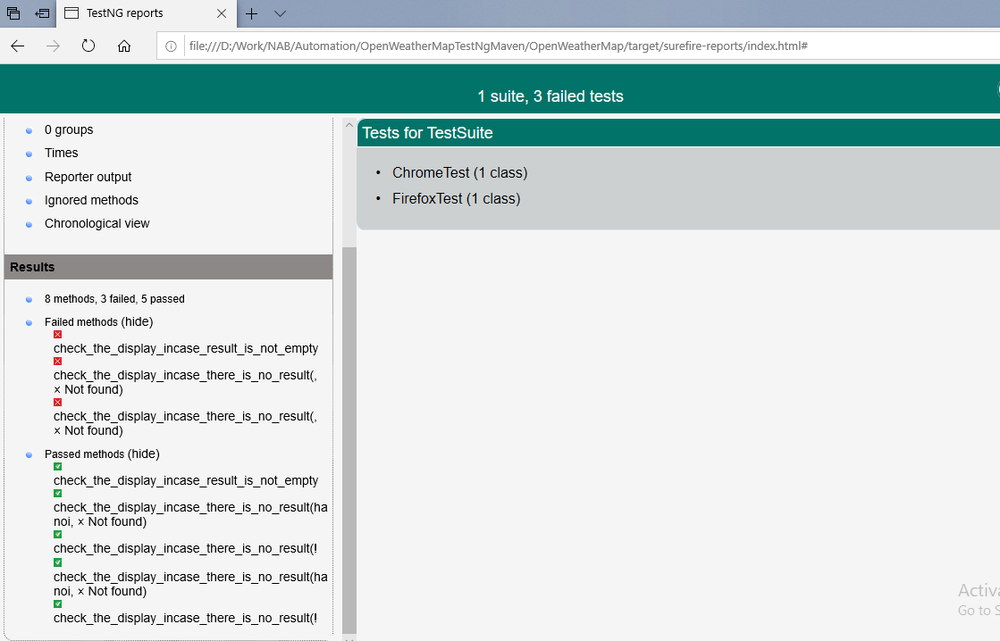 TestNG reports
file:///D:/Work/NAB/Automation/OpenWeatherMapTestNgMaven/OpenWeatherMap/target/surefire-reports/index.html#
1 suite, 3 failed tests
0 groups
Times
Reporter output
Ignored methods
Chronological view
Results
8 methods, 3 failed, 5 passed
Failed methods (hide)
check_the_display_incase_result_is_not_empty
check_the_display_incase_there_is_no_result(,
× Not found)
check_the_display_incase_there_is_no_result(,
× Not found)
Passed methods (hide)
check_the_display_incase_result_is_not_empty
check_the_display_incase_there_is_no_result(ha
noi, × Not found)
check_the_display_incase_there_is_no_result(!
check_the_display_incase_there_is_no_result(ha
noi, × Not found)
check_the_display_incase_there_is_no_result(!
Tests for TestSuite
ChromeTest (1 class)
FirefoxTest (1 class)
Activa
Go to S